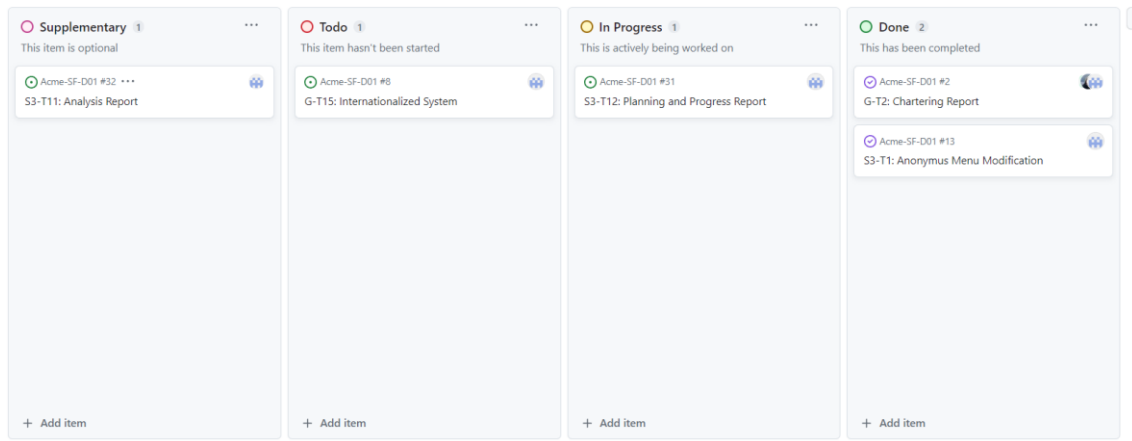 Supplementary 1
This item is optional
Acme-SF-D01 #32
S3-T11: Analysis Report
+ Add item
Todo 1
This item hasn't been started
Acme-SF-D01 #8
G-T15: Internationalized System
+ Add item
In Progress 1
This is actively being worked on
Acme-SF-D01 #31
S3-T12: Planning and Progress Report
+ Add item
Done 2
This has been completed
Acme-SF-D01 #2
G-T2: Chartering Report
Acme-SF-D01 #13
S3-T1: Anonymus Menu Modification
+ Add item